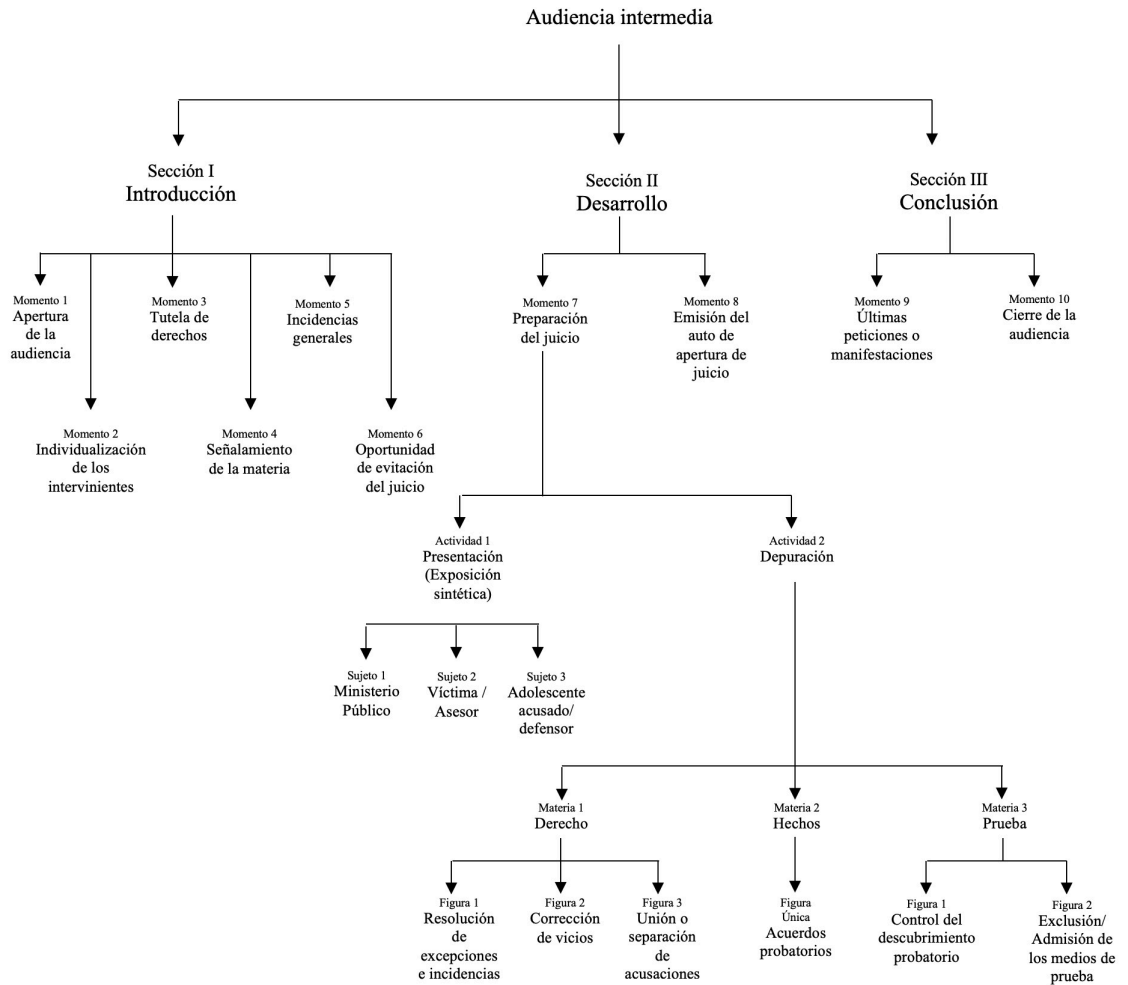 Audiencia intermedia
Sección I
Introducción
Sección II
Desarrollo
Sección III
Conclusión
Momento 1
Apertura
de la
audiencia
Momento 3
Tutela de
derechos
Momento 5
Incidencias
generales
Momento 2
Individualización
de los
intervinientes
Momento 4
Señalamiento
de la materia
Momento 6
Oportunidad
de evitación
del juicio
Momento 7
Preparación
del juicio
Momento 8
Emisión del
auto de
apertura de
juicio
Momento 9
Últimas
peticiones o
manifestaciones
Momento 10
Cierre de la
audiencia
Actividad 1
Presentación
(Exposición
sintética)
Actividad 2
Depuración
Sujeto 1
Ministerio
Público
Sujeto 2
Víctima /
Asesor
Sujeto 3
Adolescente
acusado/
defensor
Materia 1
Derecho
Materia 2
Hechos
Materia 3
Prueba
Figura 1
Resolución
de
excepciones
e incidencias
Figura 2
Corrección
de vicios
Figura 3
Unión o
separación
de
acusaciones
Figura
Única
Acuerdos
probatorios
Figura 1
Control del
descubrimiento
probatorio
Figura 2
Exclusión/
Admisión de
los medios de
prueba